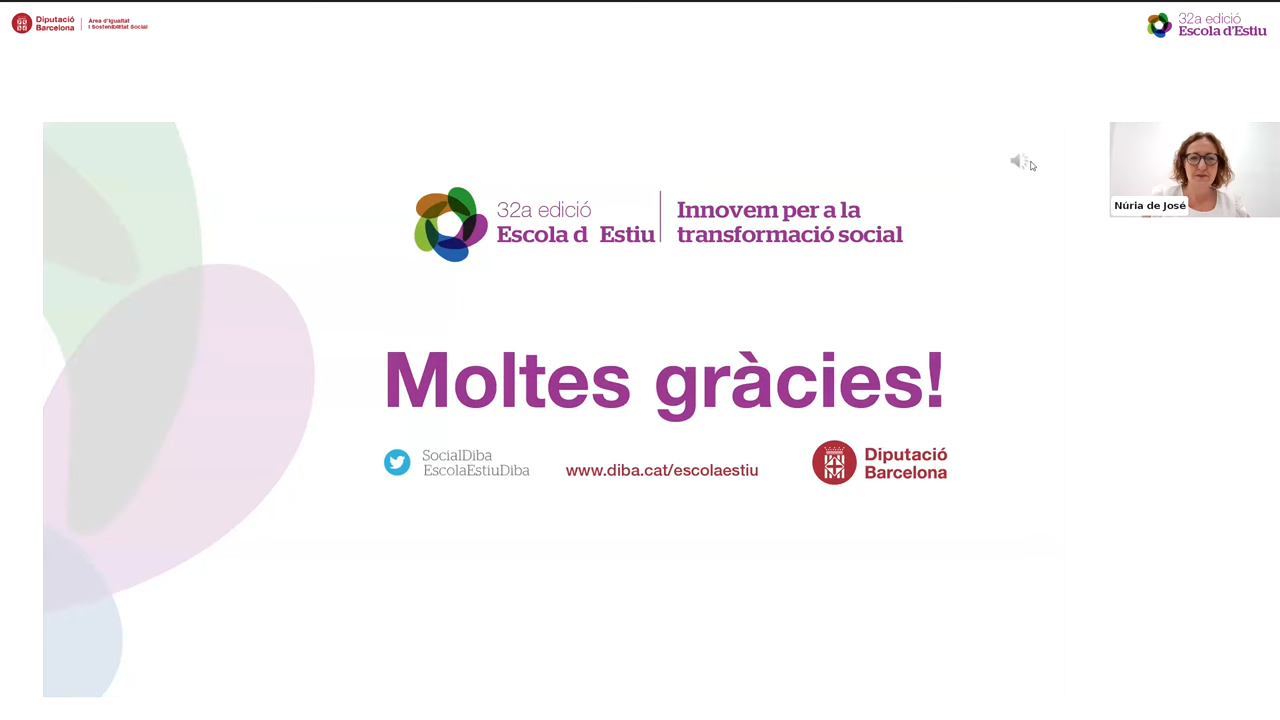 Diputació
Barcelona
Àrea d'Igualtat
i Sostenibilitat Social
32a edició
Escola d'Estiu
32a edició
Escola d Estiu
Innovem per a la
transformació social
Núria de José
Moltes gràcies!
SocialDiba
EscolaEstiuDiba
www.diba.cat/escolaestiu
Diputació
Barcelona